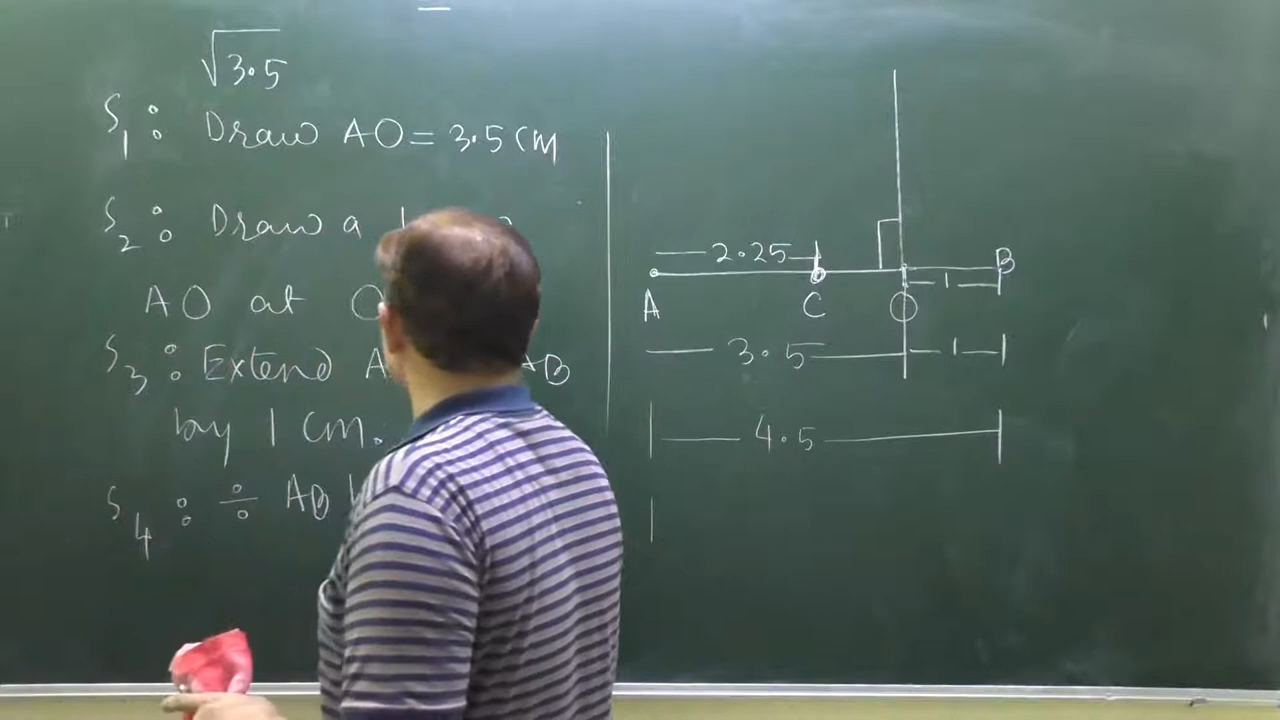 √3.5
S1 : Draw AO = 3.5 cm
S2 : Draw a
AO at O
S3 : Extend A AB
by 1 cm.
S4 : ÷ AB
2.25
B
1
A C O
3.5 1
4.5